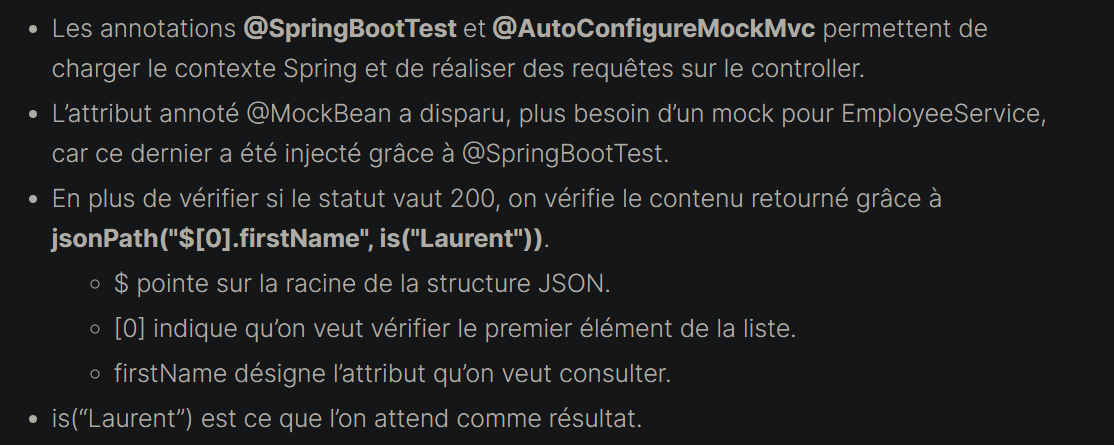 • Les annotations @SpringBootTest et @AutoConfigureMockMvc permettent de
charger le contexte Spring et de réaliser des requêtes sur le controller.
• L’attribut annoté @MockBean a disparu, plus besoin d’un mock pour EmployeeService,
car ce dernier a été injecté grâce à @SpringBootTest.
• En plus de vérifier si le statut vaut 200, on vérifie le contenu retourné grâce à
jsonPath("$[0].firstName", is("Laurent")).
◦ $ pointe sur la racine de la structure JSON.
◦ [0] indique qu’on veut vérifier le premier élément de la liste.
◦ firstName désigne l’attribut qu’on veut consulter.
• is(“Laurent”) est ce que l’on attend comme résultat.